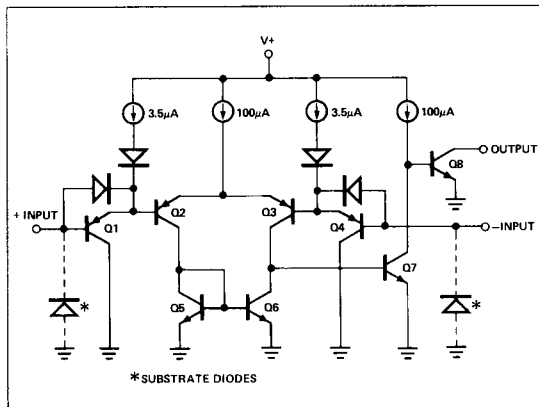 V+
3.5μA
100μA
3.5μA
100μA
Q8
OUTPUT
+ INPUT
Q1
Q2
Q3
Q4
–INPUT
Q7
*
Q5
Q6
*
*SUBSTRATE DIODES